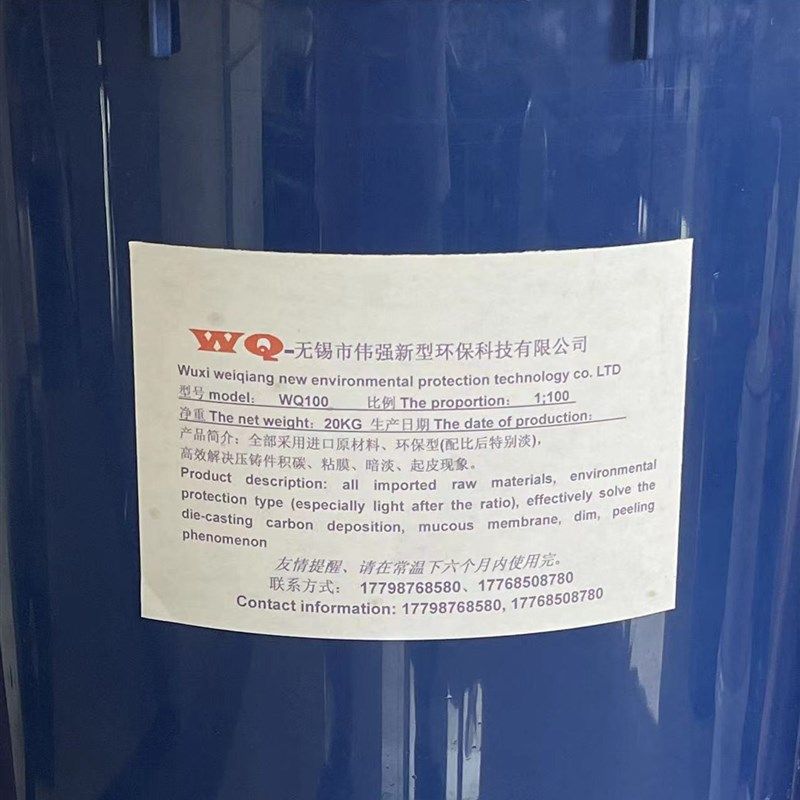 WQ-无锡市伟强新型环保科技有限公司
Wuxi weiqiang new environmental protection technology co. LTD
型号 model: WQ100 比例 The proportion: 1;100
净重 The net weight: 20KG 生产日期 The date of production:
产品简介: 全部采用进口原材料、环保型(配比后特别淡),
高效解决压铸件积碳、粘膜、暗淡、起皮现象。
Product description: all imported raw materials, environmental
protection type (especially light after the ratio), effectively solve the
die-casting carbon deposition, mucous membrane, dim, peeling
phenomenon
友情提醒、请在常温下六个月内使用完。
联系方式: 17798768580、17768508780
Contact information: 17798768580, 17768508780